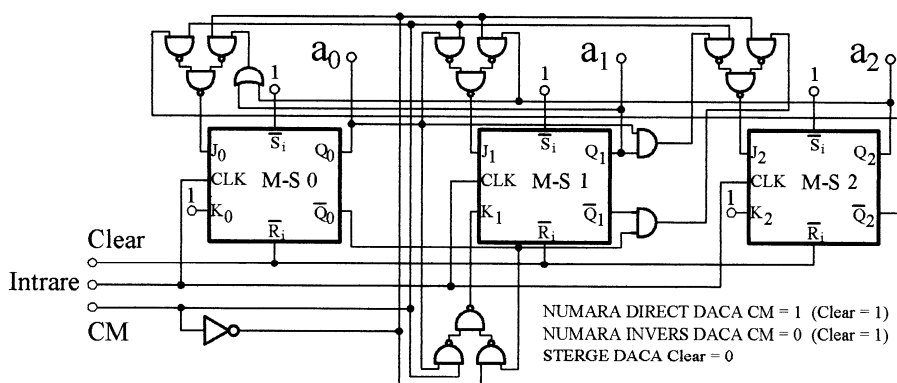 a0
a1
a2
1
1
1
S̅i
S̅i
S̅i
J0
Q0
J1
Q1
J2
Q2
CLK
M-S 0
CLK
M-S 1
CLK
M-S 2
1
K0
Q̅0
K1
Q̅1
1
K2
Q̅2
R̅i
R̅i
R̅i
Clear
Intrare
CM
NUMARA DIRECT DACA CM = 1 (Clear = 1)
NUMARA INVERS DACA CM = 0 (Clear = 1)
STERGE DACA Clear = 0